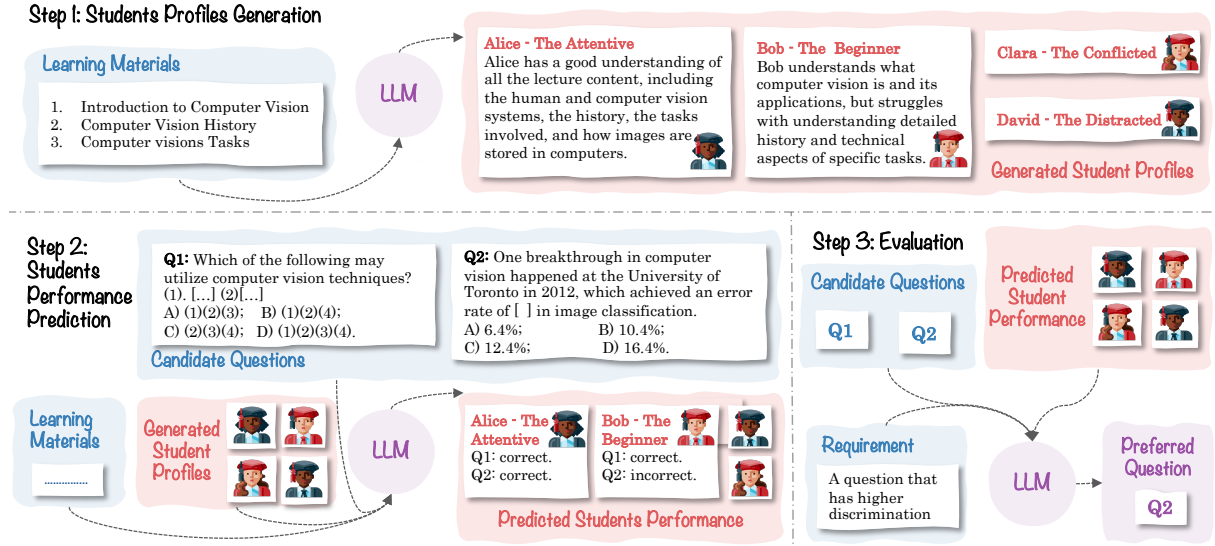 Step 1: Students Profiles Generation
Learning Materials
1. Introduction to Computer Vision
2. Computer Vision History
3. Computer visions Tasks
LLM
Alice - The Attentive
Alice has a good understanding of
all the lecture content, including
the human and computer vision
systems, the history, the tasks
involved, and how images are
stored in computers.
Bob - The Beginner
Bob understands what
computer vision is and its
applications, but struggles
with understanding detailed
history and technical
aspects of specific tasks.
Clara - The Conflicted
David - The Distracted
Generated Student Profiles
Step 2:
Students
Performance
Prediction
Q1: Which of the following may
utilize computer vision techniques?
(1). [...] (2)[...]
A) (1)(2)(3); B) (1)(2)(4);
C) (2)(3)(4); D) (1)(2)(3)(4).
Q2: One breakthrough in computer
vision happened at the University of
Toronto in 2012, which achieved an error
rate of [ ] in image classification.
A) 6.4%; B) 10.4%;
C) 12.4%; D) 16.4%.
Candidate Questions
Learning
Materials
...............
Generated
Student
Profiles
LLM
Alice - The
Attentive
Q1: correct.
Q2: correct.
Bob - The
Beginner
Q1: correct.
Q2: incorrect.
Predicted Students Performance
Step 3: Evaluation
Candidate Questions
Q1
Q2
Predicted
Student
Performance
Requirement
A question that
has higher
discrimination
LLM
Preferred
Question
Q2